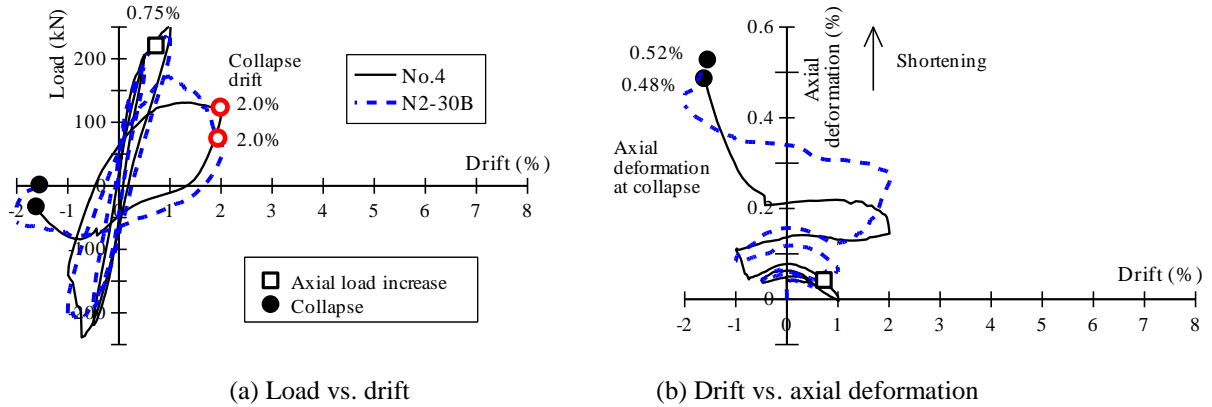 0.75%
Load (kN)
200
100
0
-100
-200
Collapse
drift
2.0%
2.0%
No.4
N2-30B
Drift (%)
-2 -1 0 1 2 3 4 5 6 7 8
Axial load increase
Collapse
(a) Load vs. drift
0.6
0.52%
0.48%
Axial
deformation (%)
Shortening
0.4
Axial
deformation
at collapse
0.2
0
Drift (%)
-2 -1 0 1 2 3 4 5 6 7 8
(b) Drift vs. axial deformation